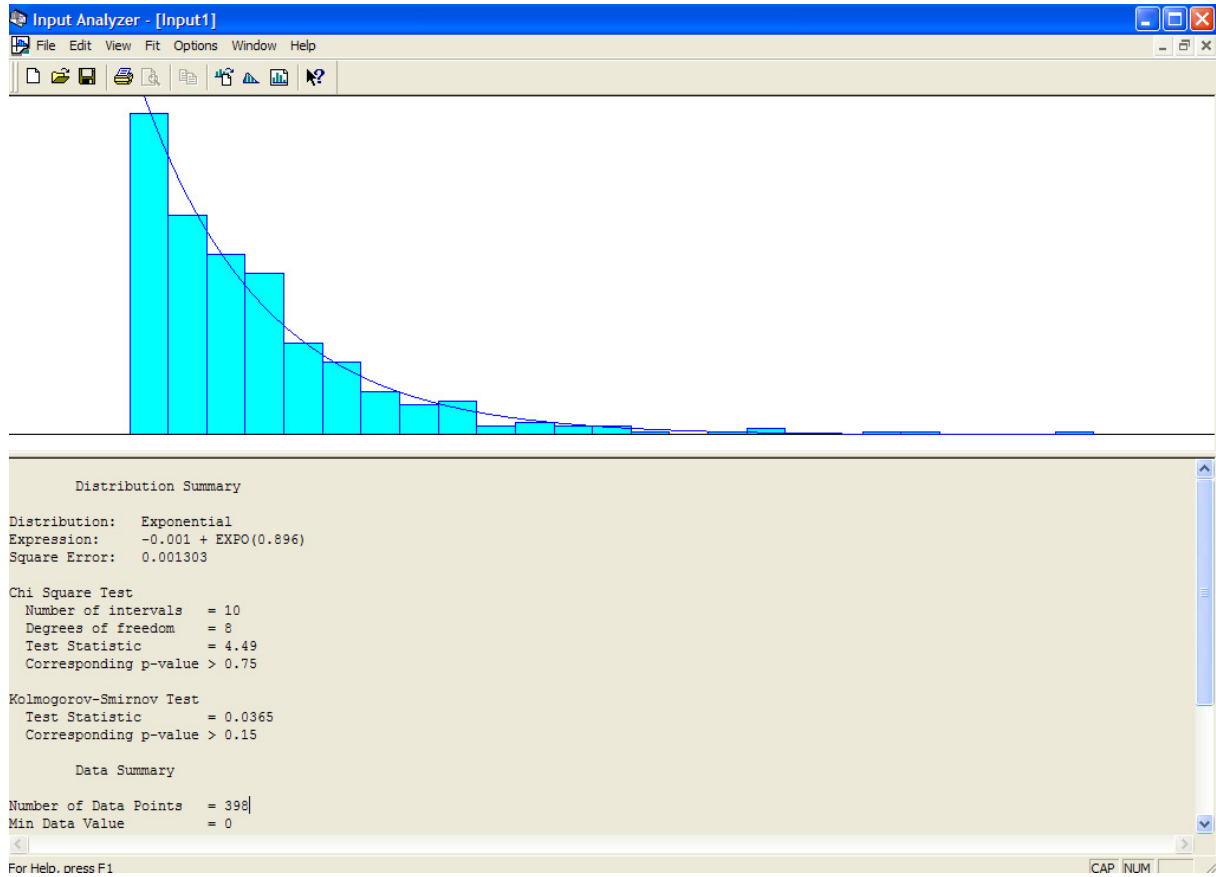 Input Analyzer - [Input1]
File Edit View Fit Options Window Help
Distribution Summary
Distribution: Exponential
Expression: -0.001 + EXPO(0.896)
Square Error: 0.001303
Chi Square Test
Number of intervals = 10
Degrees of freedom = 8
Test Statistic = 4.49
Corresponding p-value > 0.75
Kolmogorov-Smirnov Test
Test Statistic = 0.0365
Corresponding p-value > 0.15
Data Summary
Number of Data Points = 398
Min Data Value = 0
For Help, press F1
CAP NUM